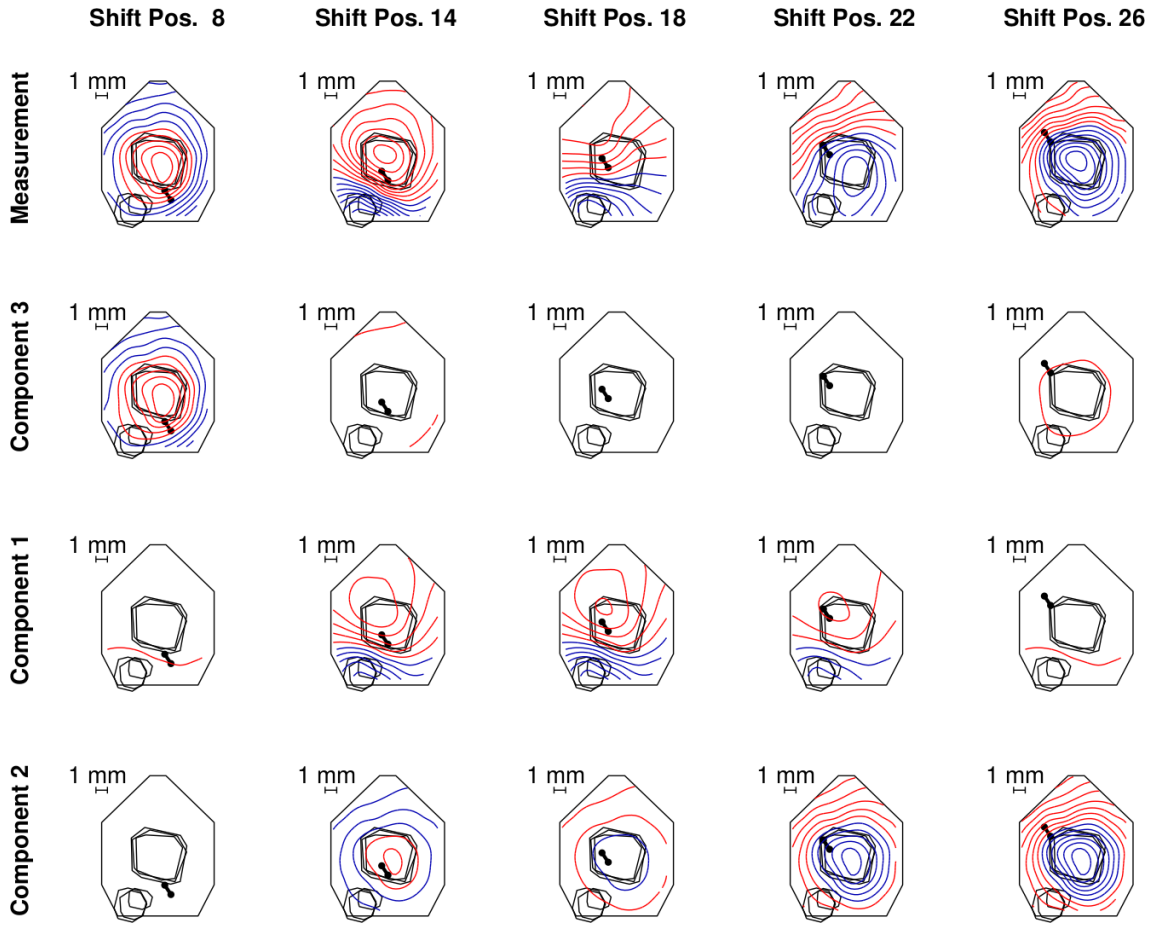 Shift Pos. 8 Shift Pos. 14 Shift Pos. 18 Shift Pos. 22 Shift Pos. 26
Measurement
1 mm 1 mm 1 mm 1 mm 1 mm
Component 3
1 mm 1 mm 1 mm 1 mm 1 mm
Component 1
1 mm 1 mm 1 mm 1 mm 1 mm
Component 2
1 mm 1 mm 1 mm 1 mm 1 mm